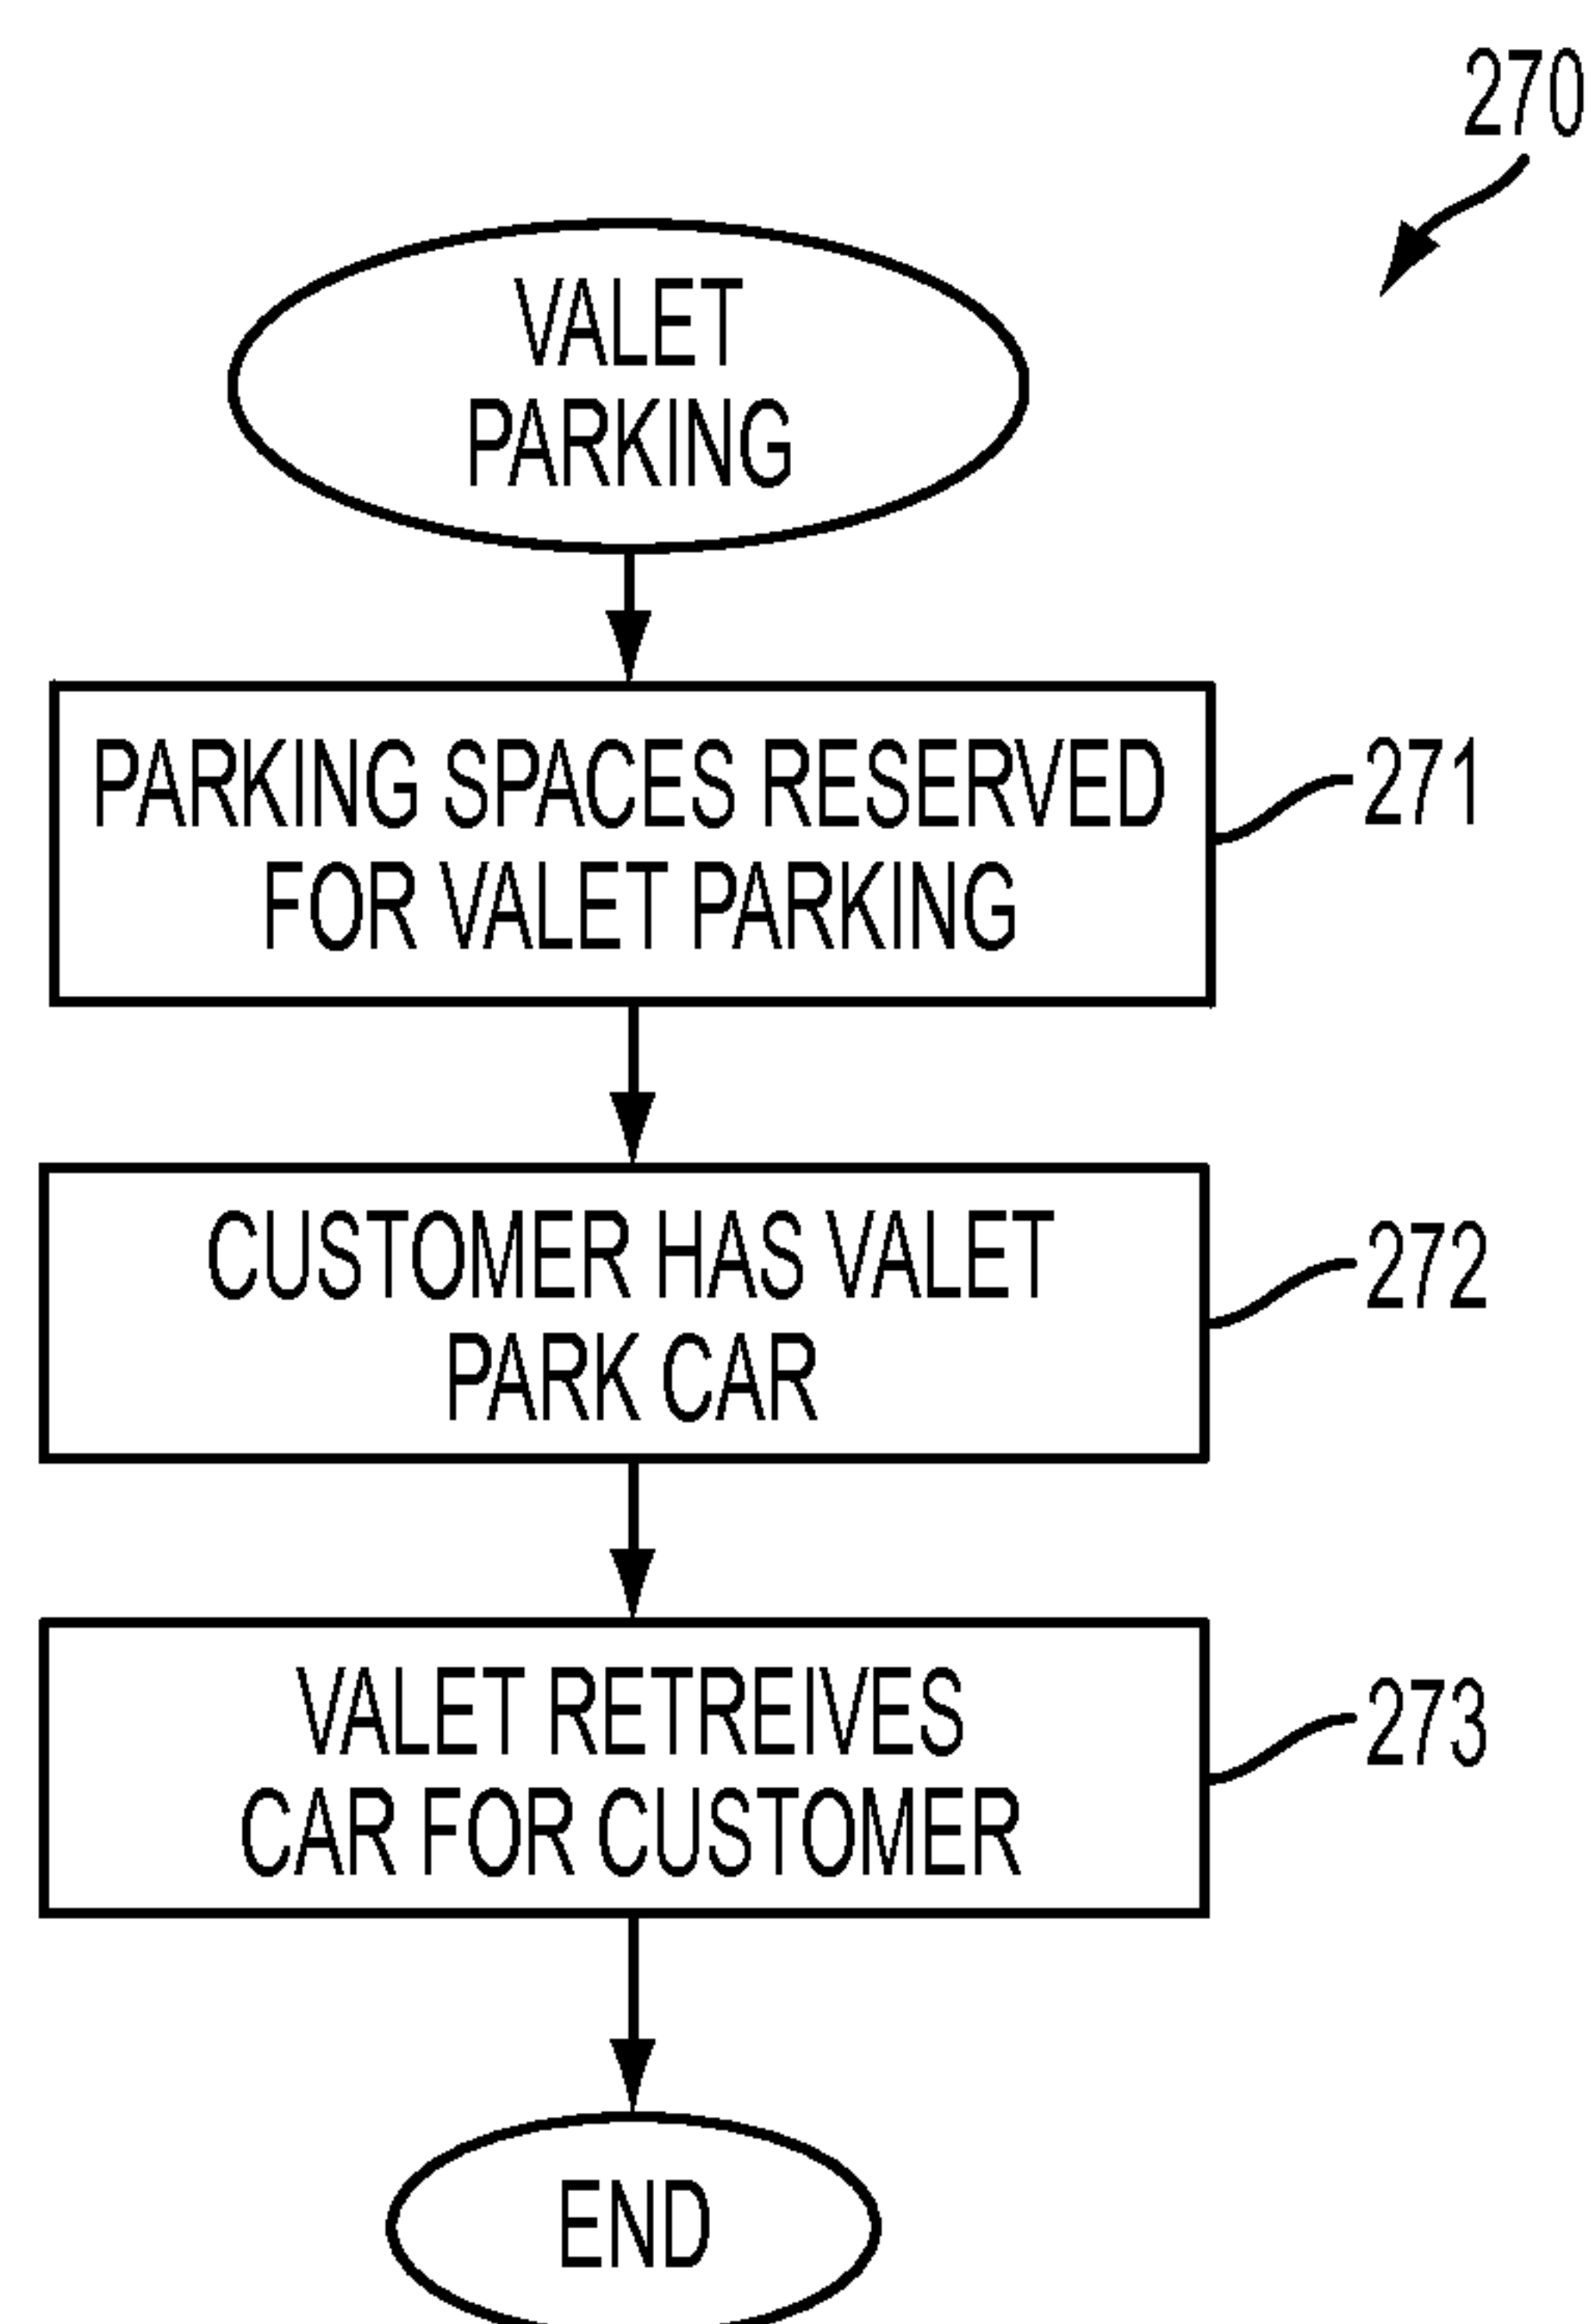 270
VALET
PARKING
PARKING SPACES RESERVED
FOR VALET PARKING
271
CUSTOMER HAS VALET
PARK CAR
272
VALET RETREIVES
CAR FOR CUSTOMER
273
END